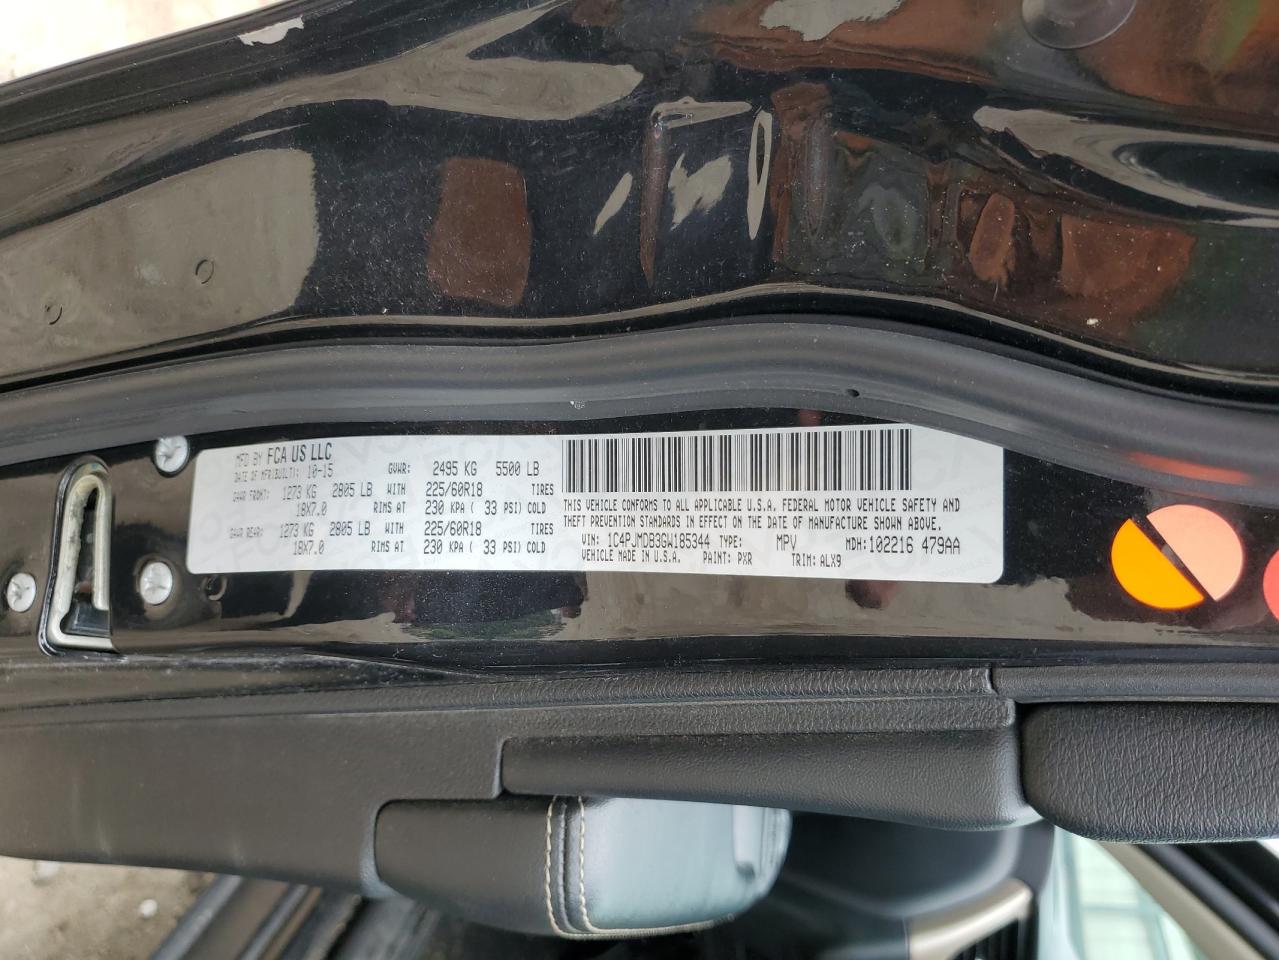 MFD BY FCA US LLC
DATE OF MFR(BUILT): 10-15 GVWR: 2495 KG 5500 LB
GAWR FRONT: 1273 KG 2805 LB WITH 225/60R18 TIRES
18X7.0 RIMS AT 230 KPA ( 33 PSI) COLD
GAWR REAR: 1273 KG 2805 LB WITH 225/60R18 TIRES
18X7.0 RIMS AT 230 KPA ( 33 PSI) COLD
THIS VEHICLE CONFORMS TO ALL APPLICABLE U.S.A. FEDERAL MOTOR VEHICLE SAFETY AND
THEFT PREVENTION STANDARDS IN EFFECT ON THE DATE OF MANUFACTURE SHOWN ABOVE.
VIN: 1C4PJMDB3GW185344 TYPE: MPV MDH:102216 479AA
VEHICLE MADE IN U.S.A. PAINT: PXR TRIM: ALX9